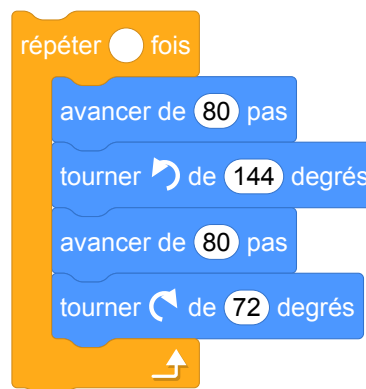 répéter fois
avancer de 80 pas
tourner de 144 degrés
avancer de 80 pas
tourner de 72 degrés